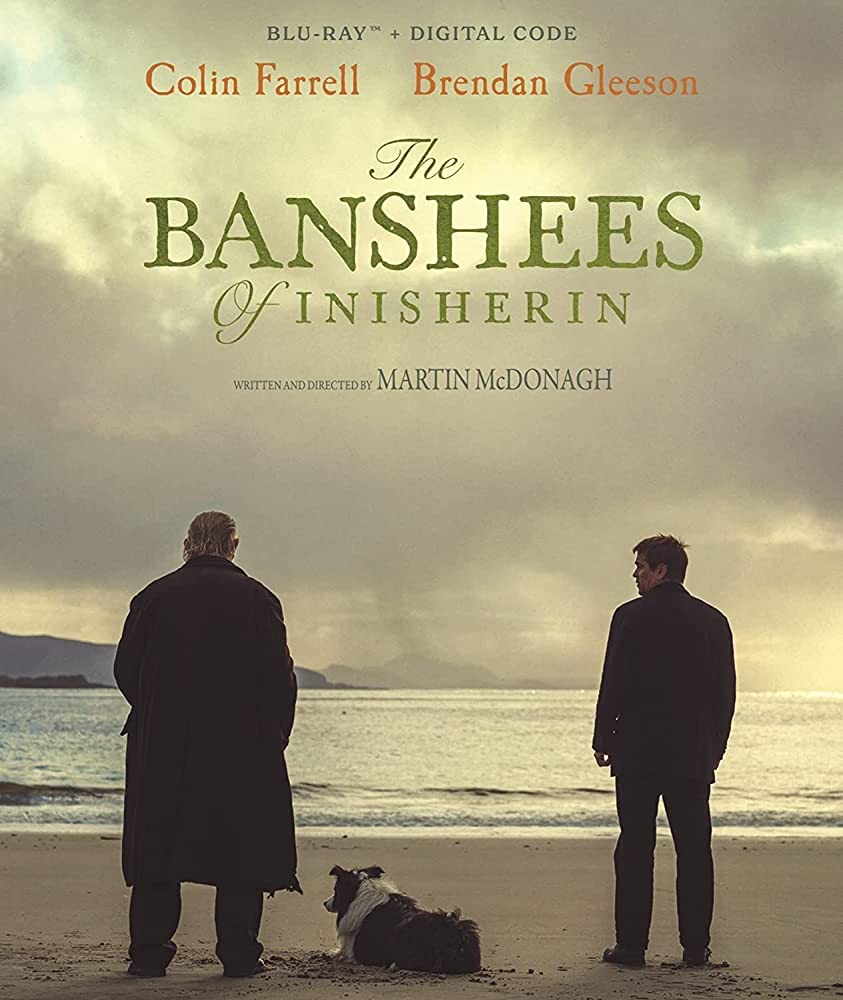 BLU-RAY™ + DIGITAL CODE
Colin Farrell Brendan Gleeson
The
BANSHEES
Of INISHERIN
WRITTEN AND DIRECTED BY MARTIN McDONAGH